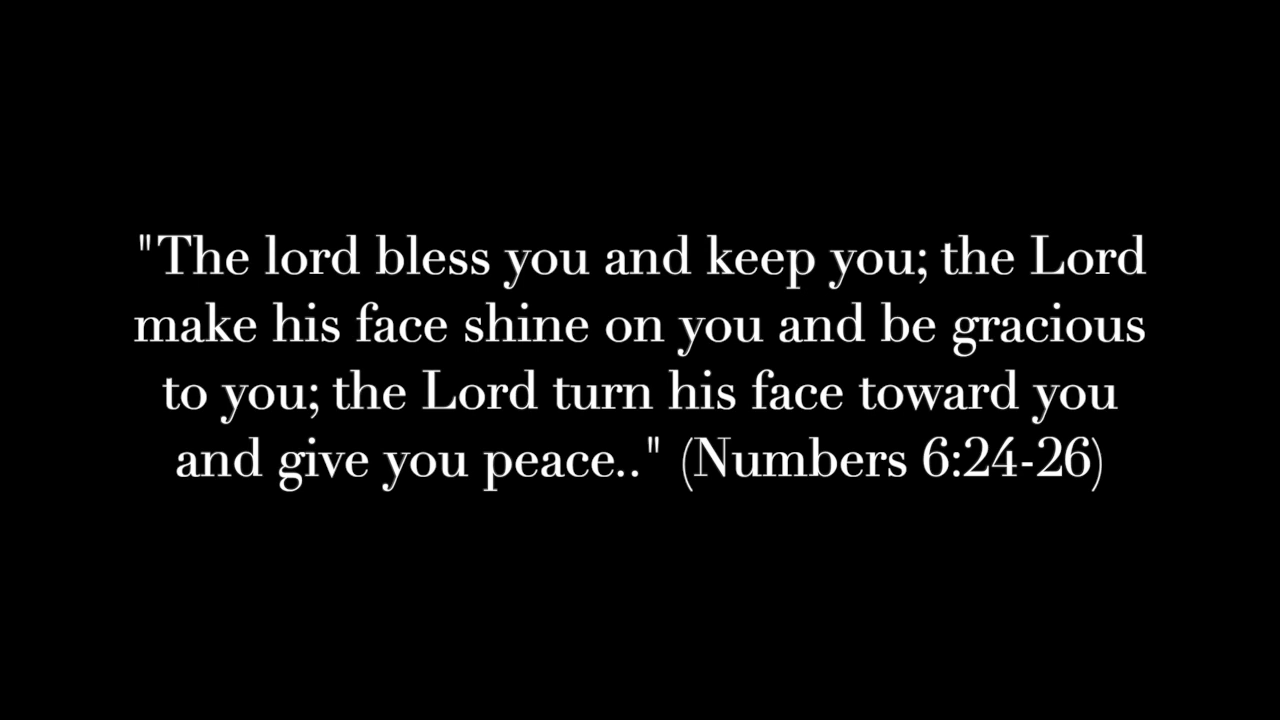 "The lord bless you and keep you; the Lord
make his face shine on you and be gracious
to you; the Lord turn his face toward you
and give you peace.." (Numbers 6:24-26)